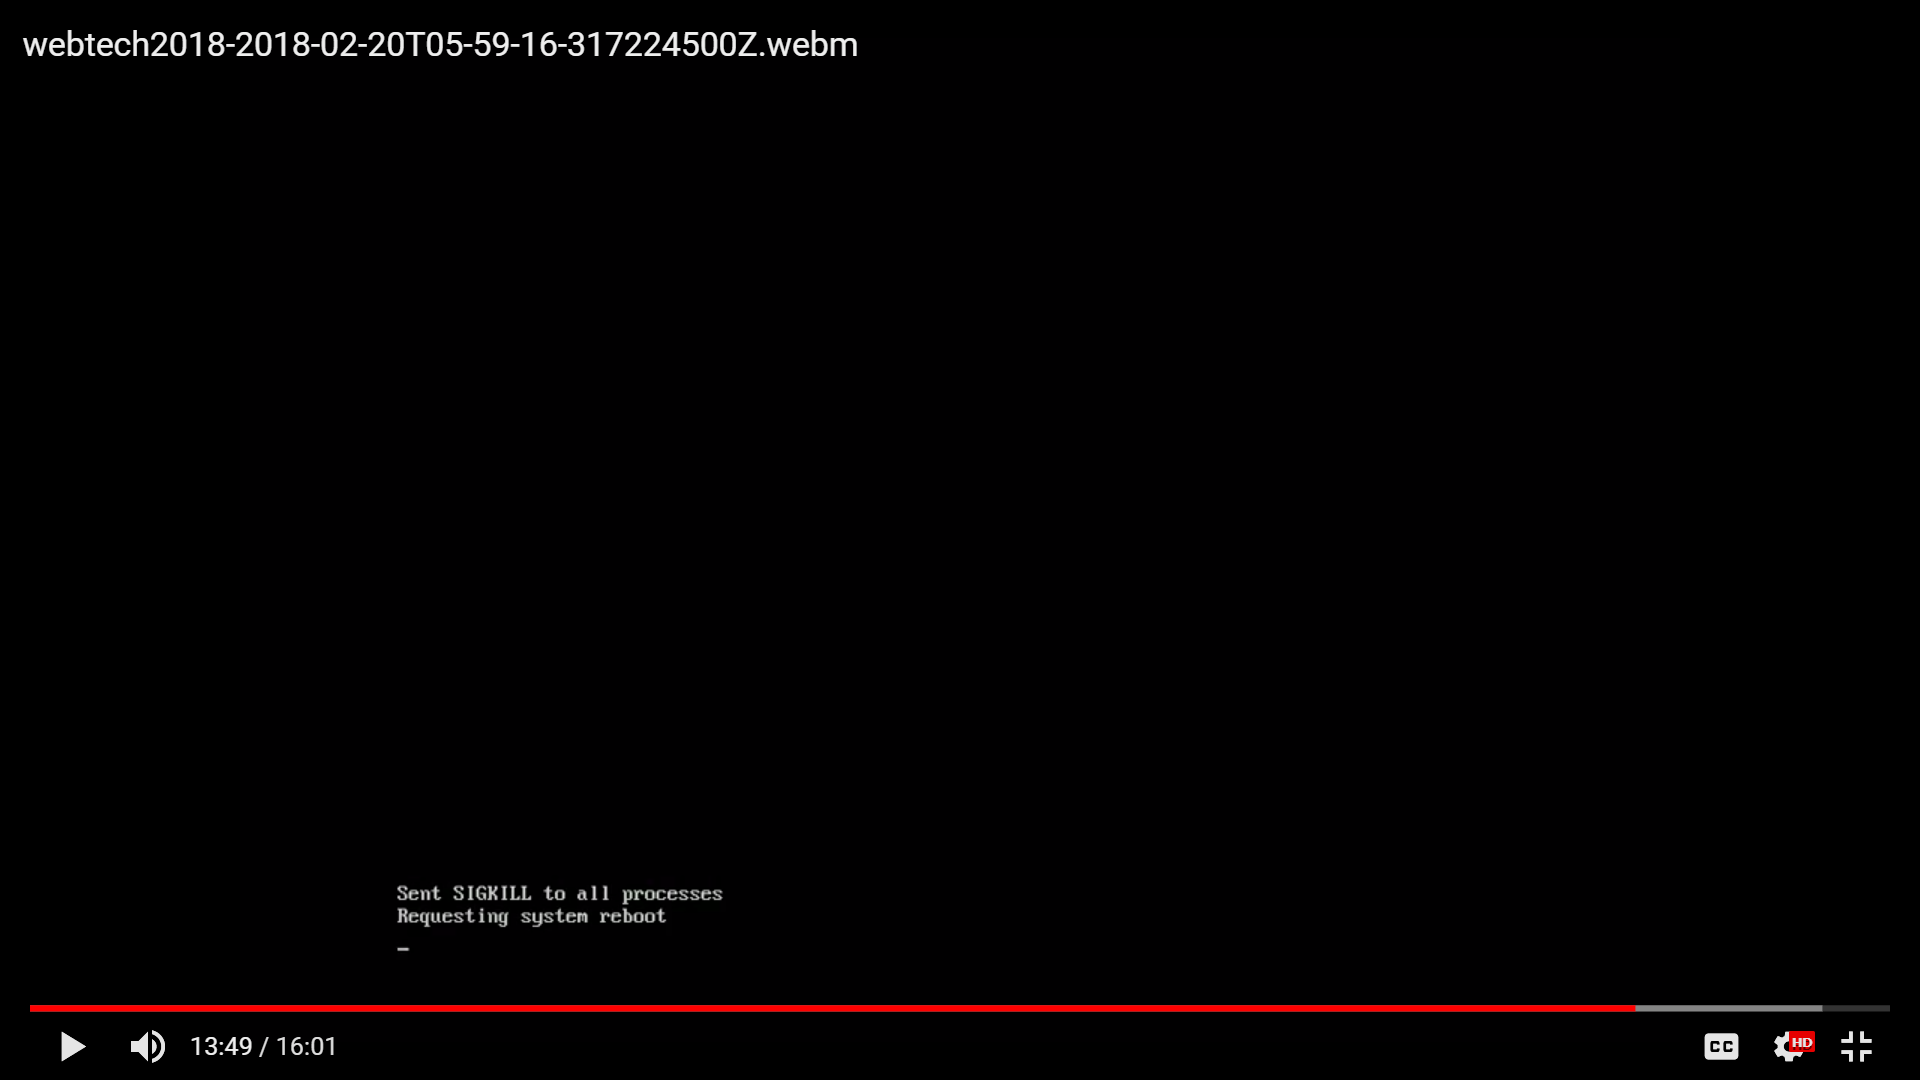 webtech2018-2018-02-20T05-59-16-317224500Z.webm
Sent SIGKILL to all processes
Requesting system reboot
_
13:49 / 16:01
CC
HD